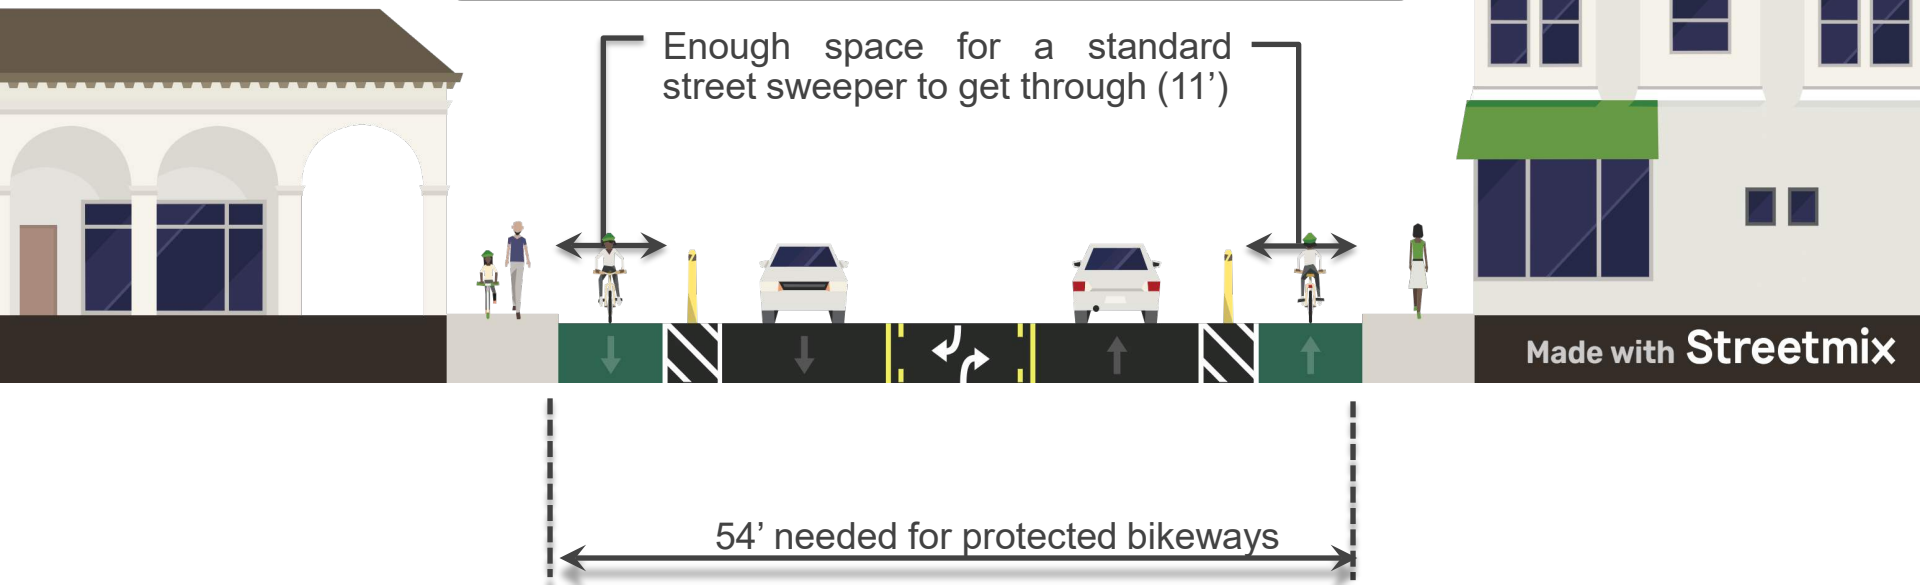 Enough space for a standard
street sweeper to get through (11’)
Made with Streetmix
54’ needed for protected bikeways